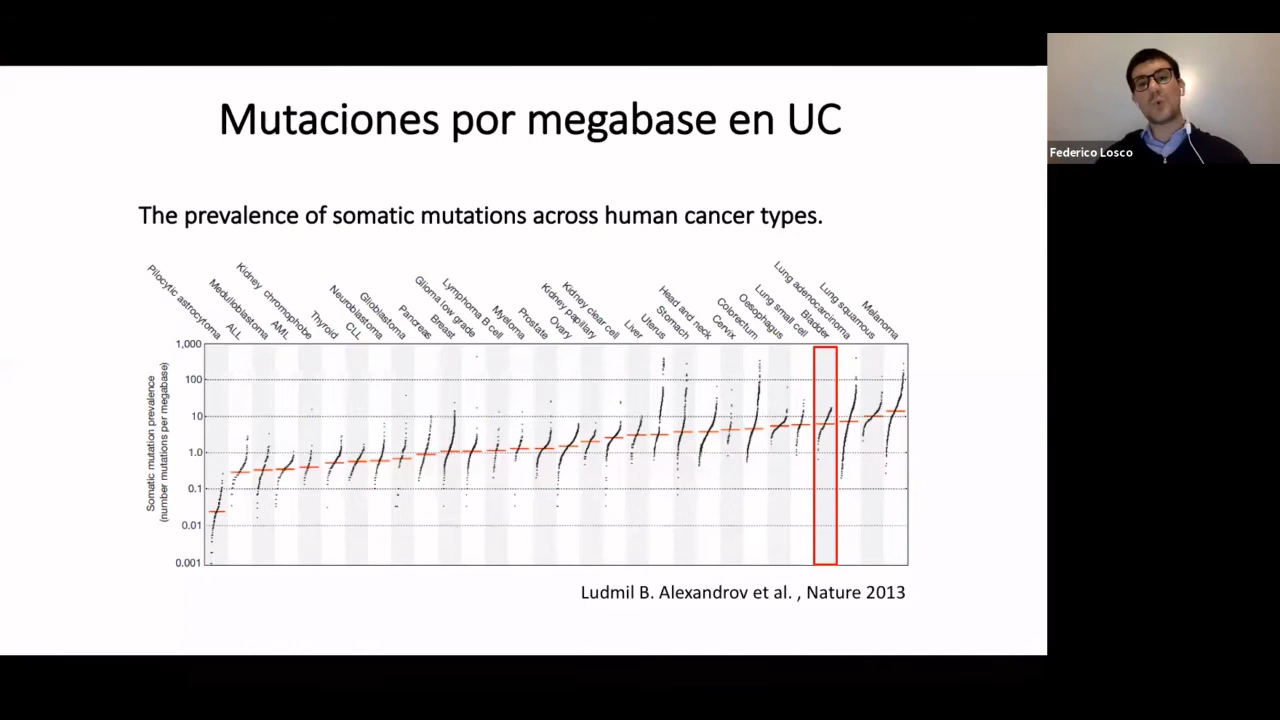 Mutaciones por megabase en UC
Federico Losco
The prevalence of somatic mutations across human cancer types.
Pilocytic astrocytoma
ALL
Medulloblastoma
AML
Kidney chromophobe
Thyroid
CLL
Neuroblastoma
Glioblastoma
Pancreas
Breast
Glioma low grade
Lymphoma B cell
Myeloma
Prostate
Ovary
Kidney papillary
Kidney clear cell
Liver
Uterus
Stomach
Head and neck
Cervix
Colorectum
Oesophagus
Lung small cell
Bladder
Lung adenocarcinoma
Lung squamous
Melanoma
Somatic mutation prevalence
(number mutations per megabase)
1,000
100
10
1.0
0.1
0.01
0.001
Ludmil B. Alexandrov et al. , Nature 2013